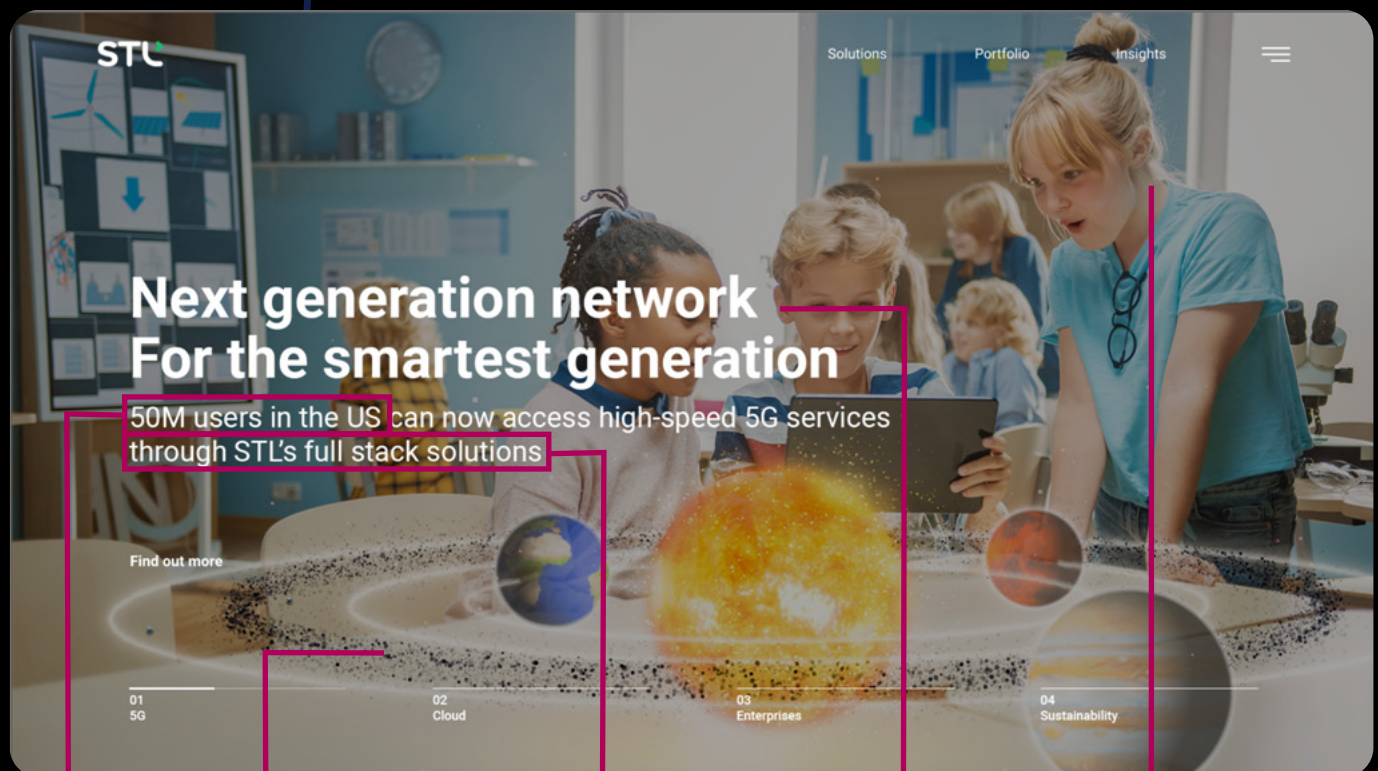 STL
Solutions
Portfolio
Insights
Next generation network
For the smartest generation
50M users in the US can now access high-speed 5G services
through STL's full stack solutions
Find out more
01
5G
02
Cloud
03
Enterprises
04
Sustainability